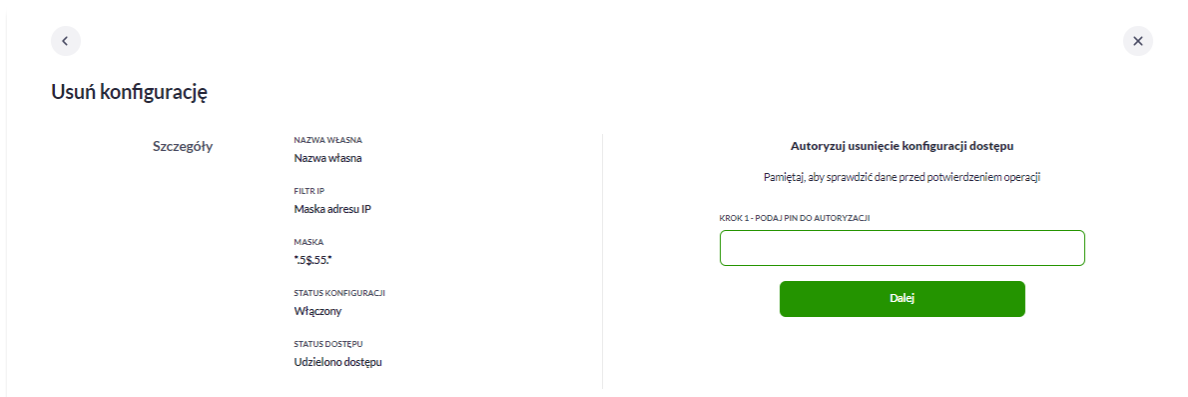 Usuń konfigurację
Szczegóły
NAZWA WŁASNA
Nazwa własna
FILTR IP
Maska adresu IP
MASKA
*.5$.55.*
STATUS KONFIGURACJI
Włączony
STATUS DOSTĘPU
Udzielono dostępu
Autoryzuj usunięcie konfiguracji dostępu
Pamiętaj, aby sprawdzić dane przed potwierdzeniem operacji
KROK 1 - PODAJ PIN DO AUTORYZACJI
Dalej